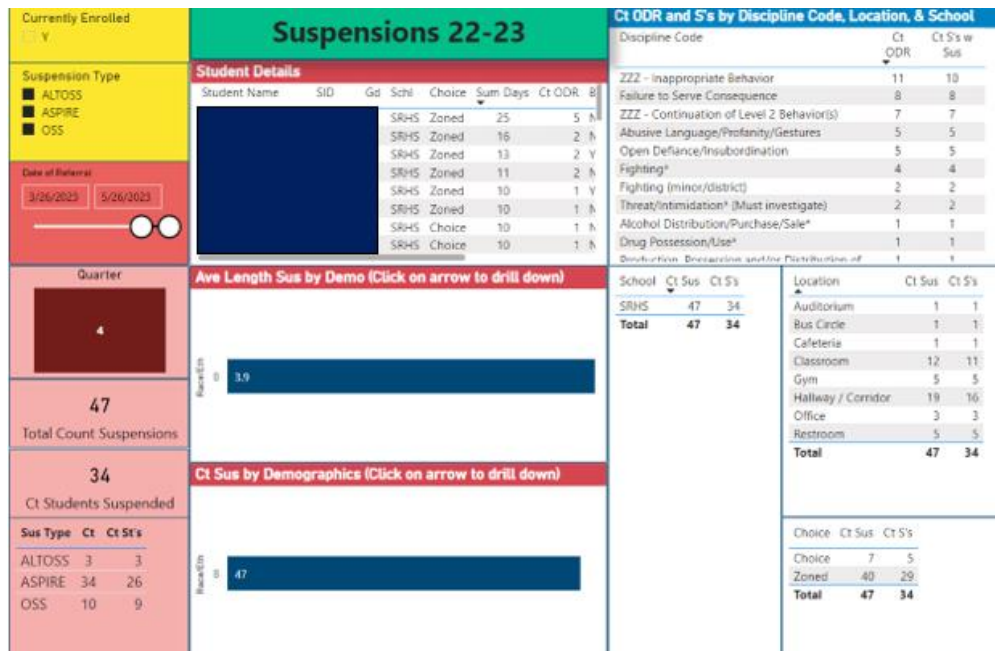 Currently Enrolled
Y
Suspension Type
ALTOSS
ASPIRE
OSS
Date of Referral
3/26/2023 5/26/2023
Quarter
4
47
Total Count Suspensions
34
Ct Students Suspended
Sus Type Ct Ct St's
ALTOSS 3 3
ASPIRE 34 26
OSS 10 9
Suspensions 22-23
Student Details
Student Name SID Gd Schl Choice Sum Days Ct ODR
SRHS Zoned 25 5 N
SRHS Zoned 16 2 N
SRHS Zoned 13 2 Y
SRHS Zoned 11 2 N
SRHS Zoned 10 1 Y
SRHS Zoned 10 1 N
SRHS Choice 10 1 N
SRHS Choice 10 1 N
Ave Length Sus by Demo (Click on arrow to drill down)
Race/Eth
0 3.9
Ct Sus by Demographics (Click on arrow to drill down)
Race/Eth
0 47
Ct ODR and S's by Discipline Code, Location, & School
Discipline Code Ct ODR Ct S's w Sus
ZZZ - Inappropriate Behavior 11 10
Failure to Serve Consequence 8 8
ZZZ - Continuation of Level 2 Behavior(s) 7 7
Abusive Language/Profanity/Gestures 5 5
Open Defiance/Insubordination 5 5
Fighting* 4 4
Fighting (minor/district) 2 2
Threat/Intimidation* (Must investigate) 2 2
Alcohol Distribution/Purchase/Sale* 1 1
Drug Possession/Use* 1 1
Production, Possession and/or Distribution of 1 1
School Ct Sus Ct S's
SRHS 47 34
Total 47 34
Location Ct Sus Ct S's
Auditorium 1 1
Bus Circle 1 1
Cafeteria 1 1
Classroom 12 11
Gym 5 5
Hallway / Corridor 19 16
Office 3 3
Restroom 5 5
Total 47 34
Choice Ct Sus Ct S's
Choice 7 5
Zoned 40 29
Total 47 34